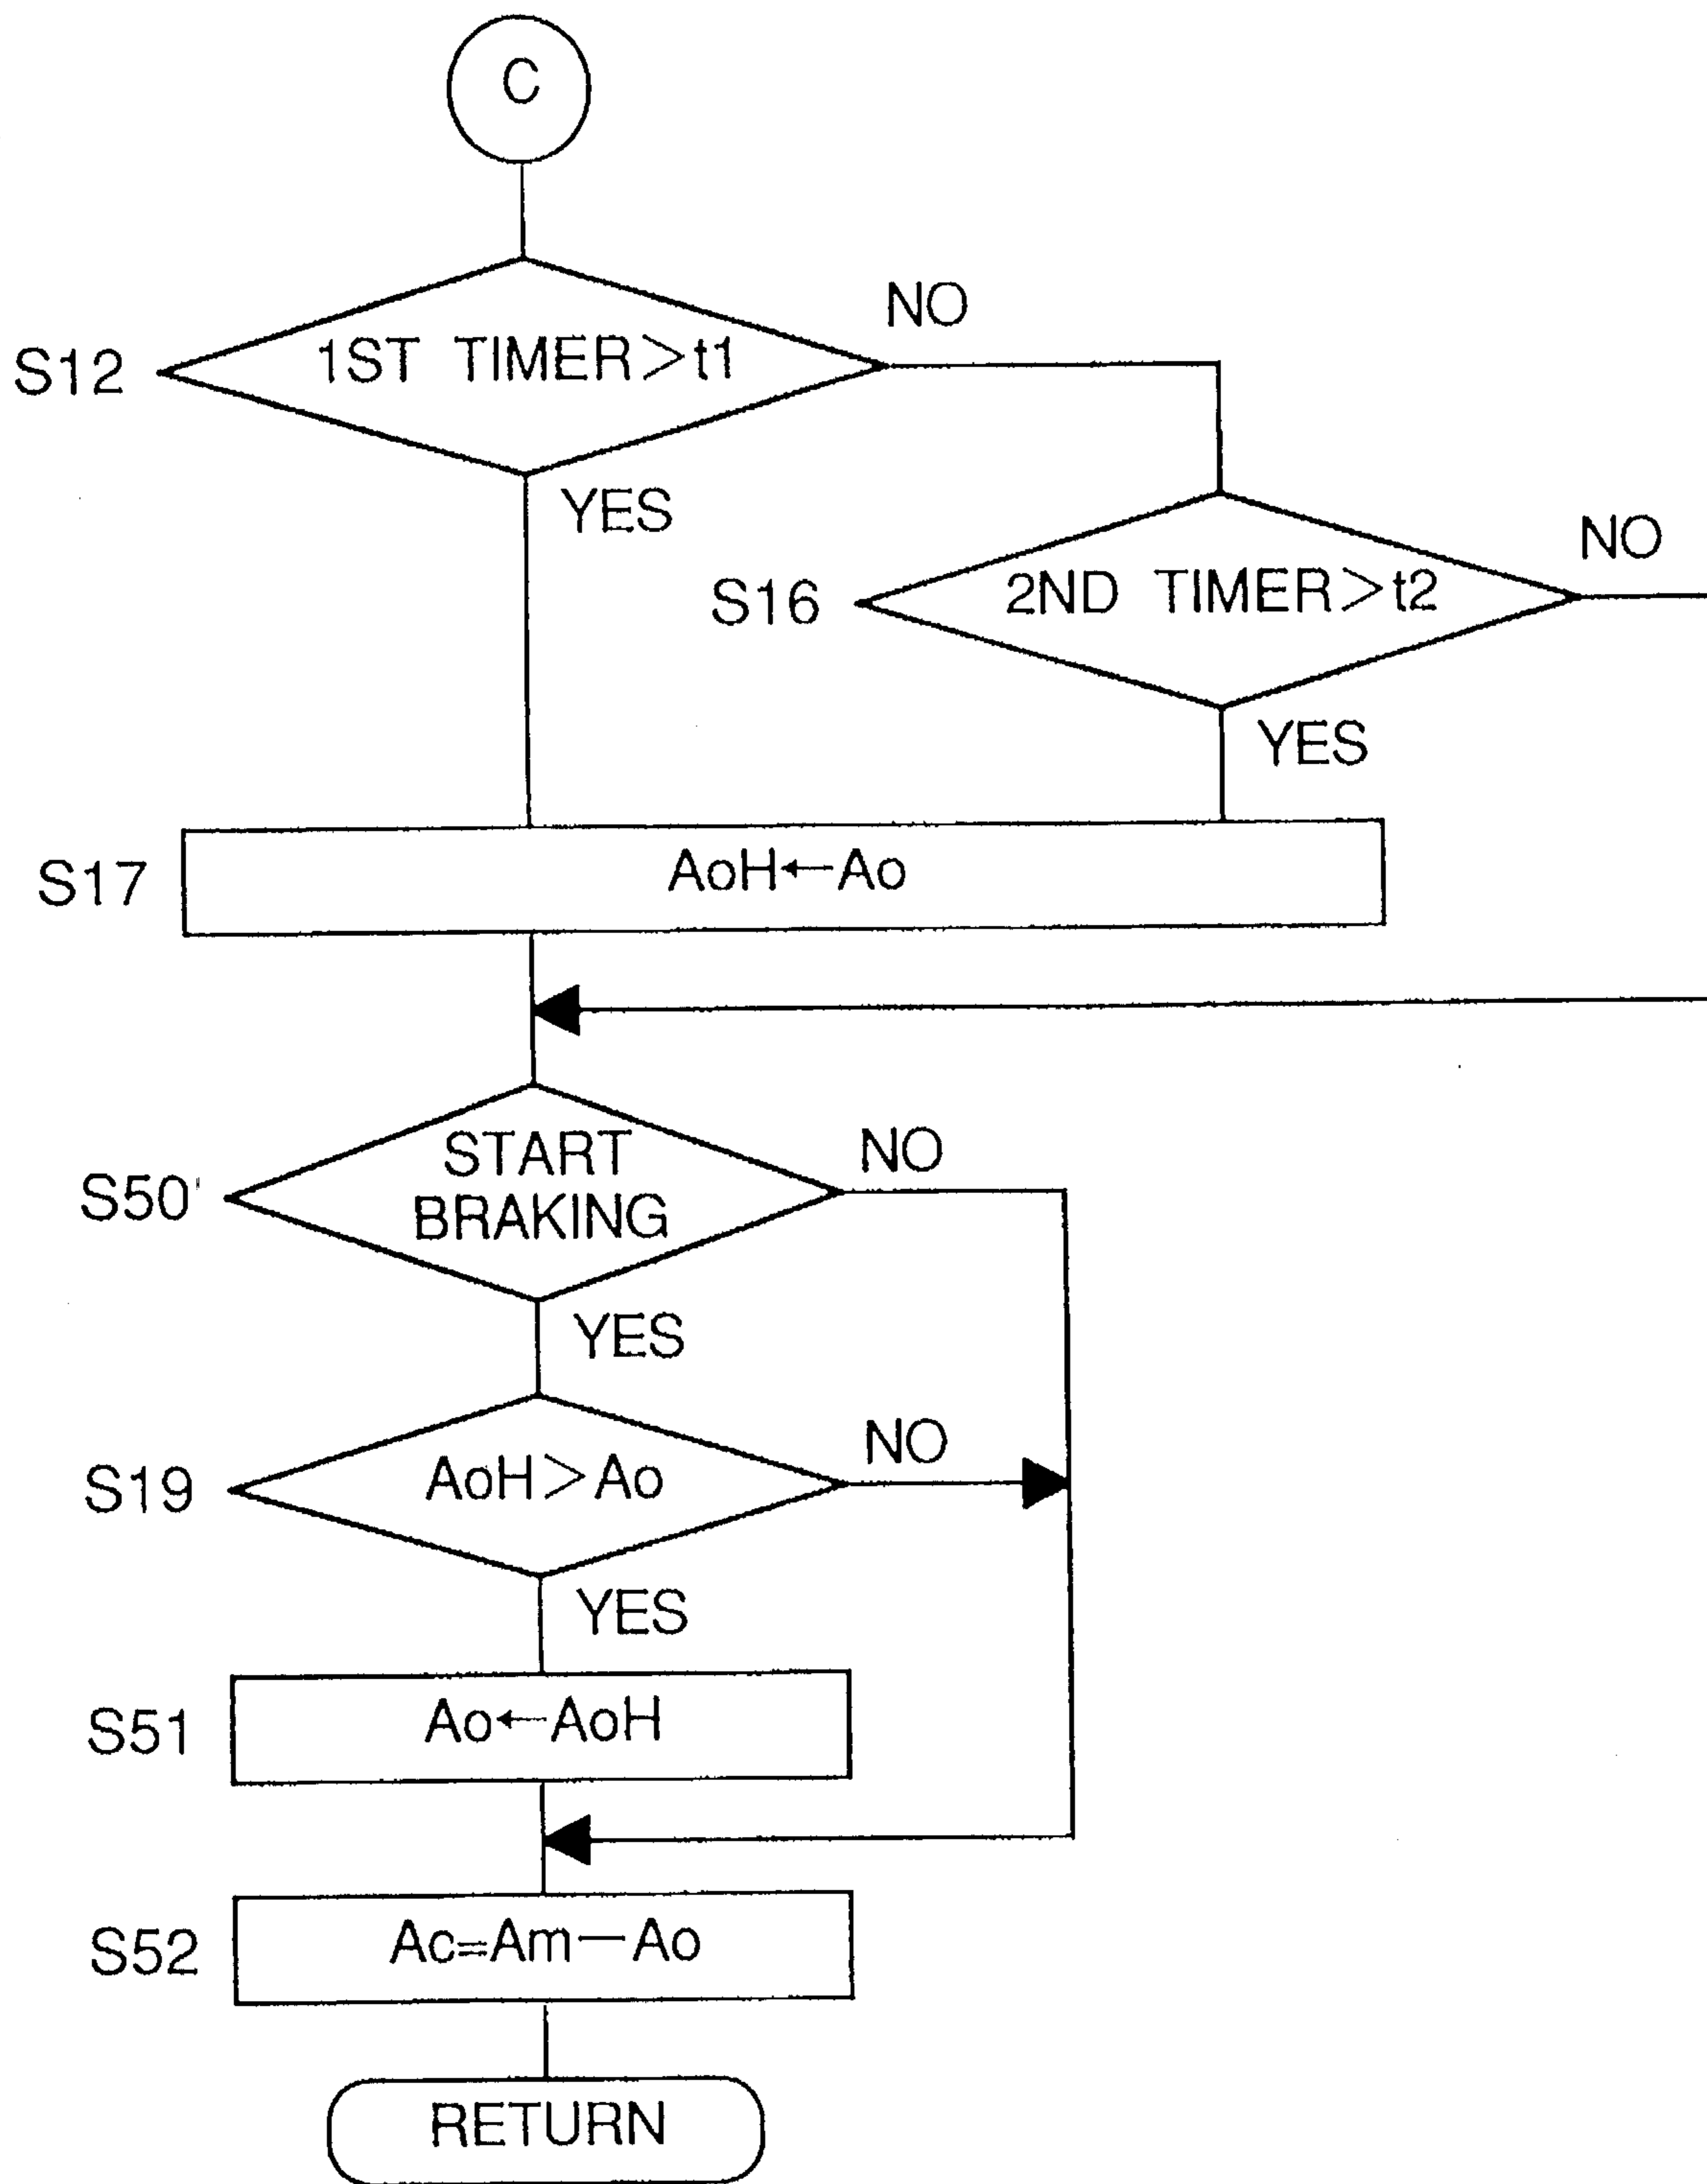 C
NO
S12
1ST TIMER>t1
YES
NO
S16
2ND TIMER>t2
YES
S17
AoH←Ao
S50'
START
BRAKING
NO
YES
S19
AoH>Ao
NO
YES
S51
Ao←AoH
S52
Ac=Am—Ao
RETURN